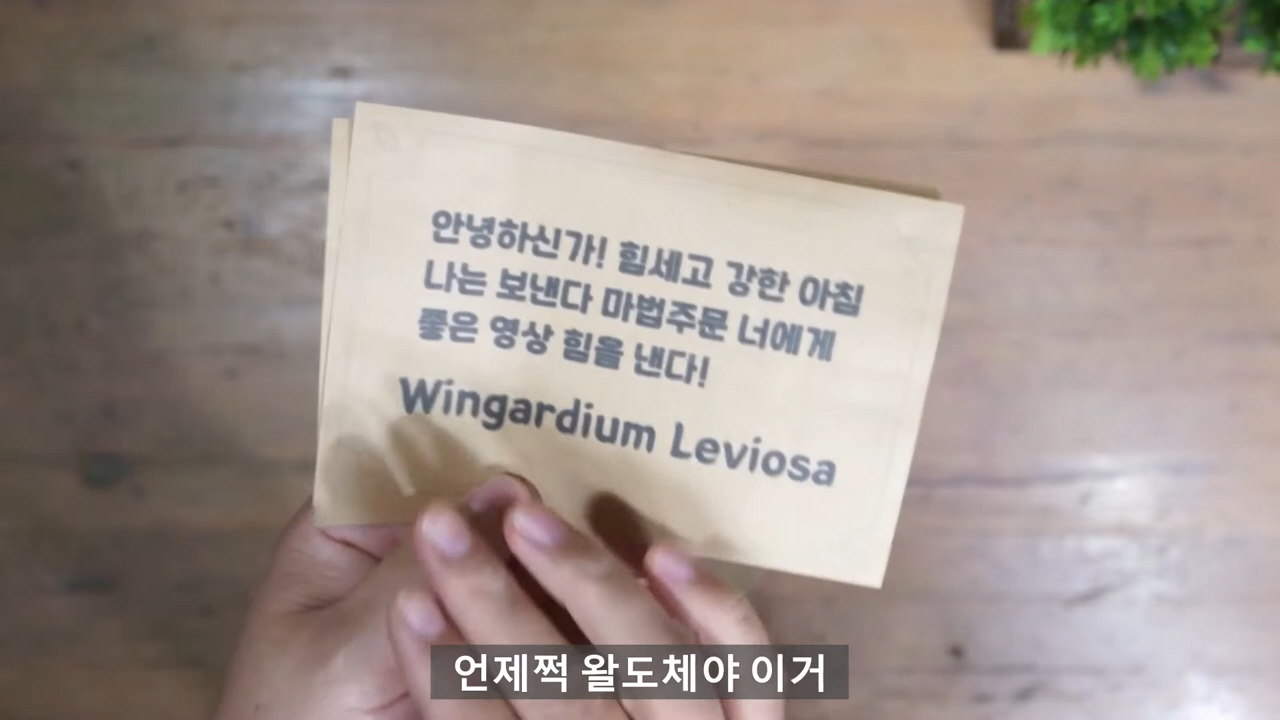 안녕하신가! 힘세고 강한 아침
나는 보낸다 마법주문 너에게
좋은 영상 힘을 낸다!
Wingardium Leviosa
언제쩍 왈도체야 이거